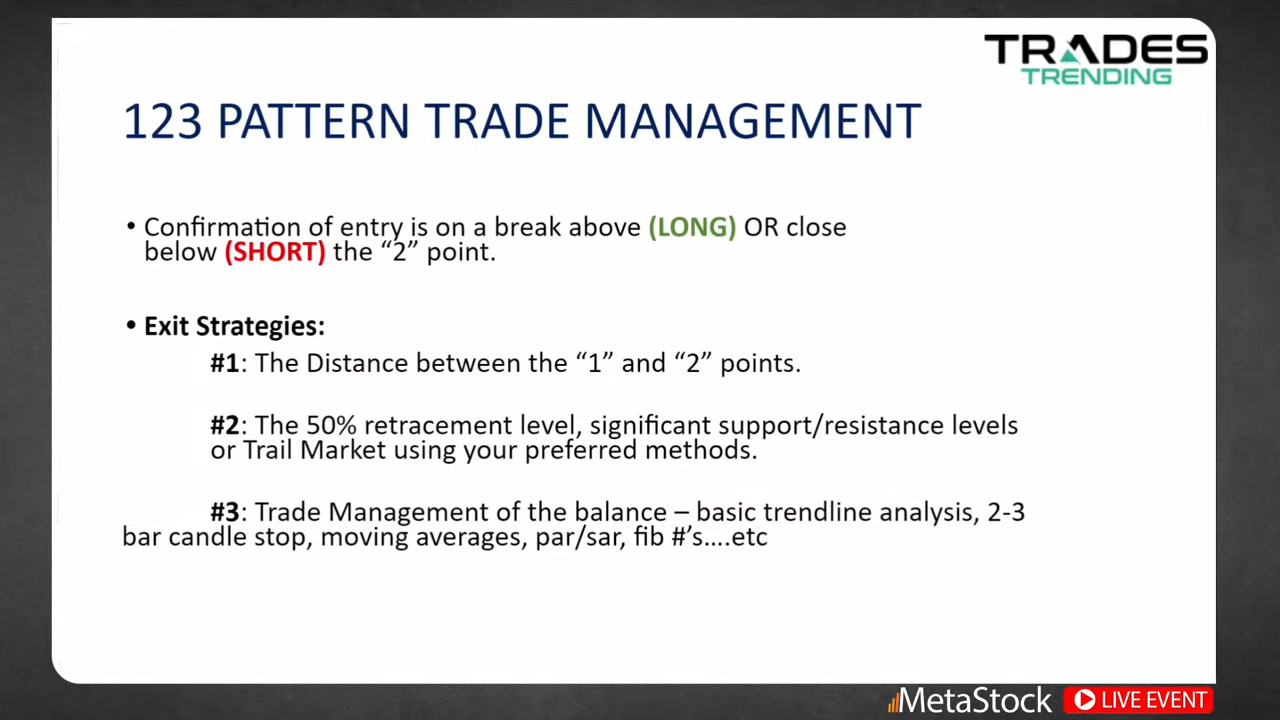 TRADES
TRENDING
123 PATTERN TRADE MANAGEMENT
• Confirmation of entry is on a break above (LONG) OR close
below (SHORT) the “2” point.
• Exit Strategies:
#1: The Distance between the “1” and “2” points.
#2: The 50% retracement level, significant support/resistance levels
or Trail Market using your preferred methods.
#3: Trade Management of the balance – basic trendline analysis, 2-3
bar candle stop, moving averages, par/sar, fib #’s….etc
MetaStock LIVE EVENT